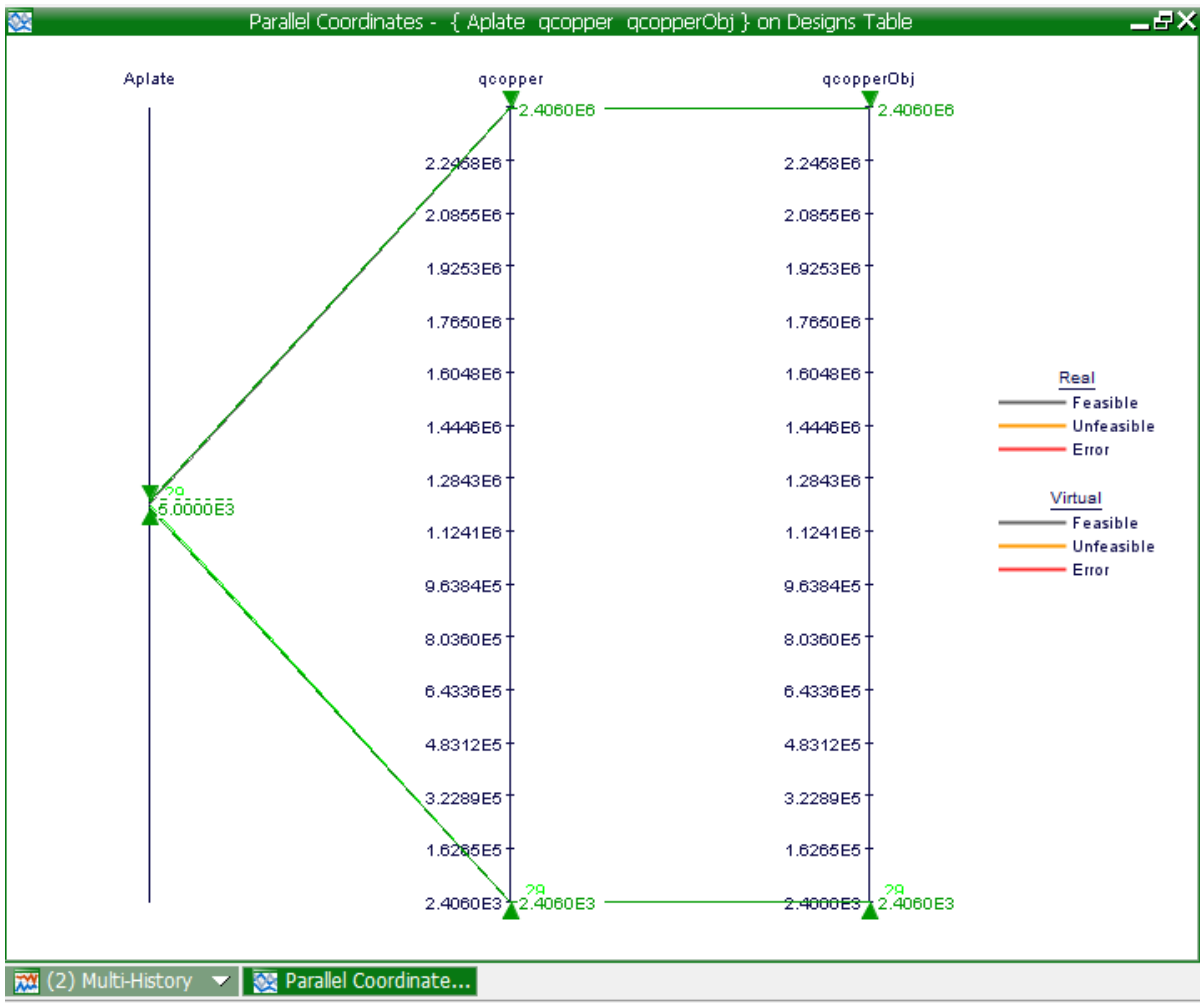 Parallel Coordinates - { Aplate qcopper qcopperObj } on Designs Table
Aplate qcopper qcopperObj
2.4060E6 2.4060E6
2.2458E6 2.2458E6
2.0855E6 2.0855E6
1.9253E6 1.9253E6
1.7650E6 1.7650E6
1.6048E6 1.6048E6
Real
Feasible
1.4446E6 1.4446E6
Unfeasible
Error
1.2843E6 1.2843E6
29
5.0000E3
Virtual
Feasible
1.1241E6 1.1241E6
Unfeasible
Error
9.6384E5 9.6384E5
8.0360E5 8.0360E5
6.4336E5 6.4336E5
4.8312E5 4.8312E5
3.2289E5 3.2289E5
1.6265E5 1.6265E5
29 29
2.4060E3 2.4060E3 2.4000E3 2.4060E3
(2) Multi-History Parallel Coordinate...